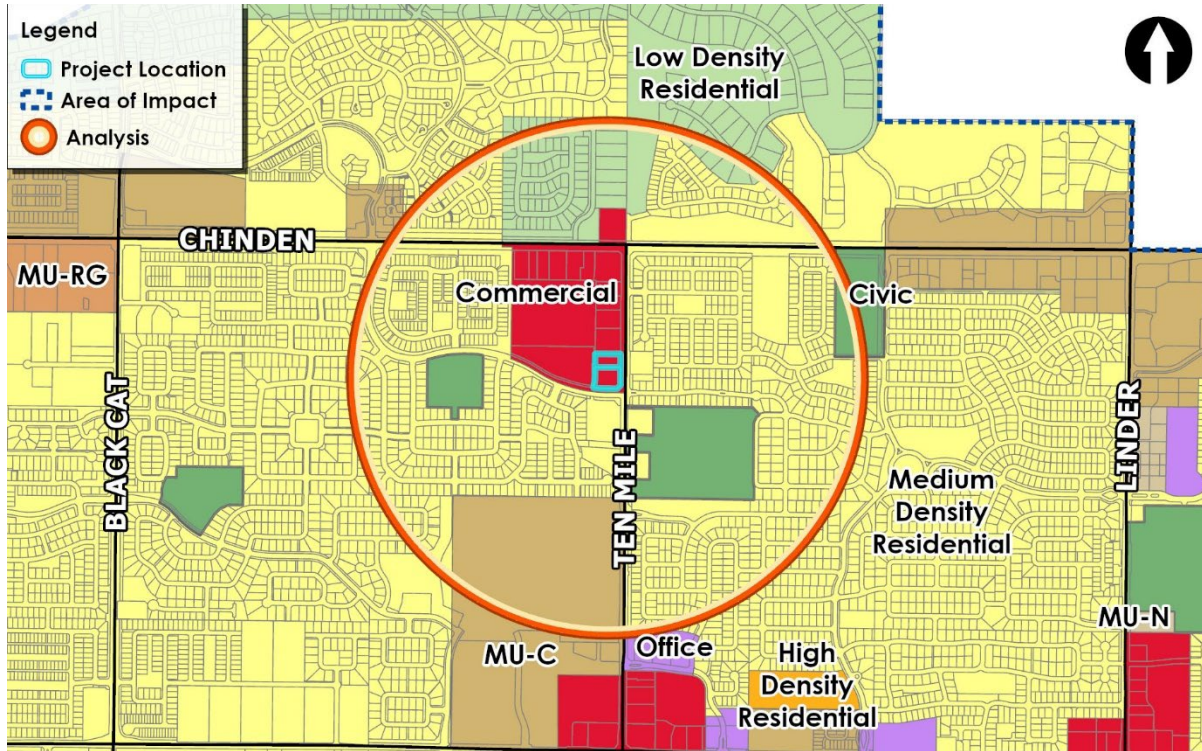 Legend
Project Location
Area of Impact
Analysis
Low Density
Residential
CHINDEN
MU-RG
Commercial
Civic
BLACK CAT
TEN MILE
LINDER
Medium
Density
Residential
MU-N
MU-C
Office
High
Density
Residential